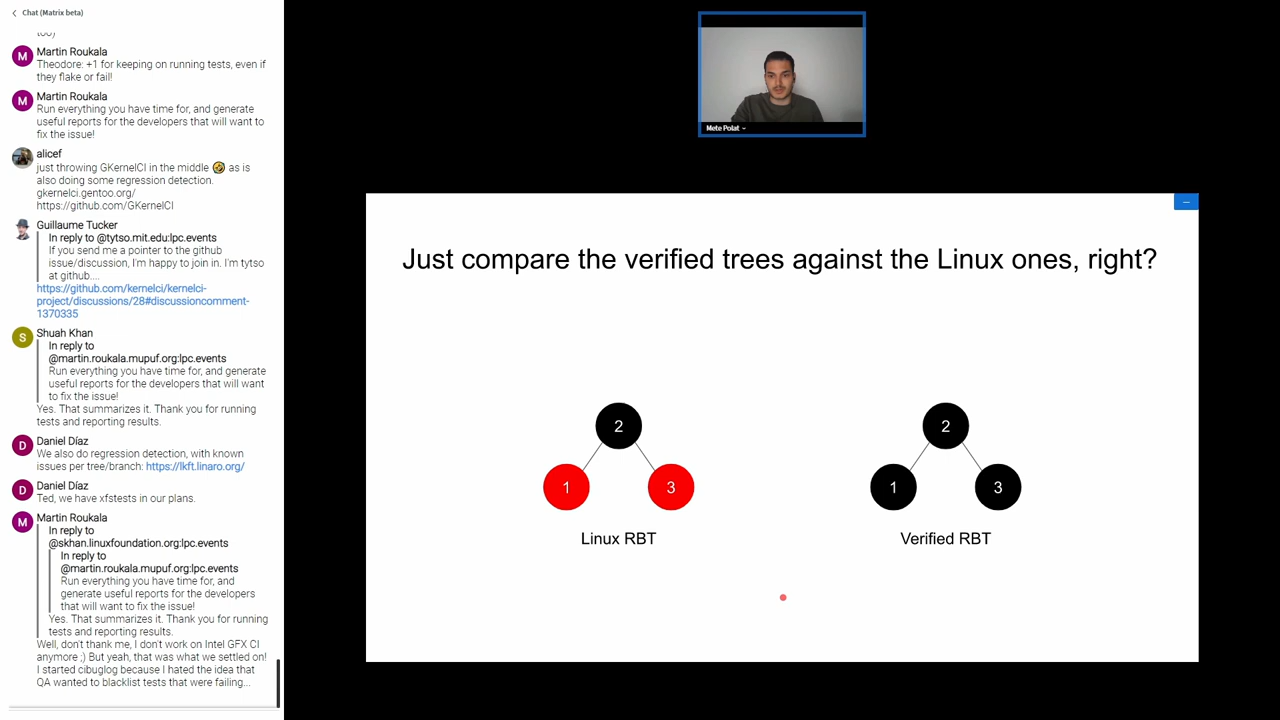 Chat (Matrix beta)
too)
M
Martin Roukala
Theodore: +1 for keeping on running tests, even if
they flake or fail!
M
Martin Roukala
Run everything you have time for, and generate
useful reports for the developers that will want to
fix the issue!
alicef
just throwing GKernelCI in the middle 🤣 as is
also doing some regression detection.
gkernelci.gentoo.org/
https://github.com/GKernelCI
Guillaume Tucker
In reply to @tytso.mit.edu:lpc.events
If you send me a pointer to the github
issue/discussion, I'm happy to join in. I'm tytso
at github....
https://github.com/kernelci/kernelci-
project/discussions/28#discussioncomment-
1370335
S
Shuah Khan
In reply to
@martin.roukala.mupuf.org:lpc.events
Run everything you have time for, and generate
useful reports for the developers that will want
to fix the issue!
Yes. That summarizes it. Thank you for running
tests and reporting results.
D
Daniel Díaz
We also do regression detection, with known
issues per tree/branch: https://lkft.linaro.org/
D
Daniel Díaz
Ted, we have xfstests in our plans.
M
Martin Roukala
In reply to
@skhan.linuxfoundation.org:lpc.events
In reply to
@martin.roukala.mupuf.org:lpc.events
Run everything you have time for, and
generate useful reports for the developers
that will want to fix the issue!
Yes. That summarizes it. Thank you for running
tests and reporting results.
Well, don't thank me, I don't work on Intel GFX CI
anymore ;) But yeah, that was what we settled on!
I started cibuglog because I hated the idea that
QA wanted to blacklist tests that were failing...
Mete Polat
Just compare the verified trees against the Linux ones, right?
2
1 3
Linux RBT
2
1 3
Verified RBT